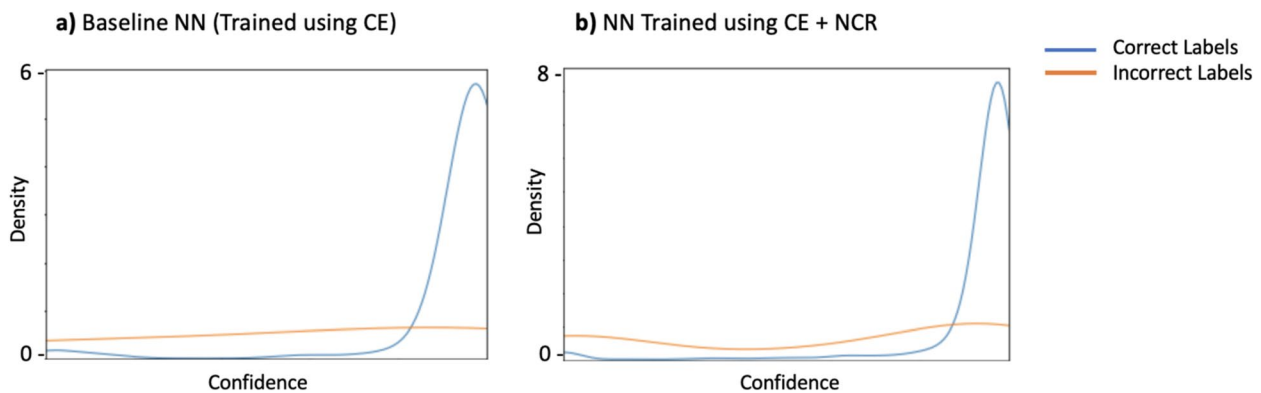 a) Baseline NN (Trained using CE)
b) NN Trained using CE + NCR
Correct Labels
Incorrect Labels
6
Density
0
Confidence
8
Density
0
Confidence